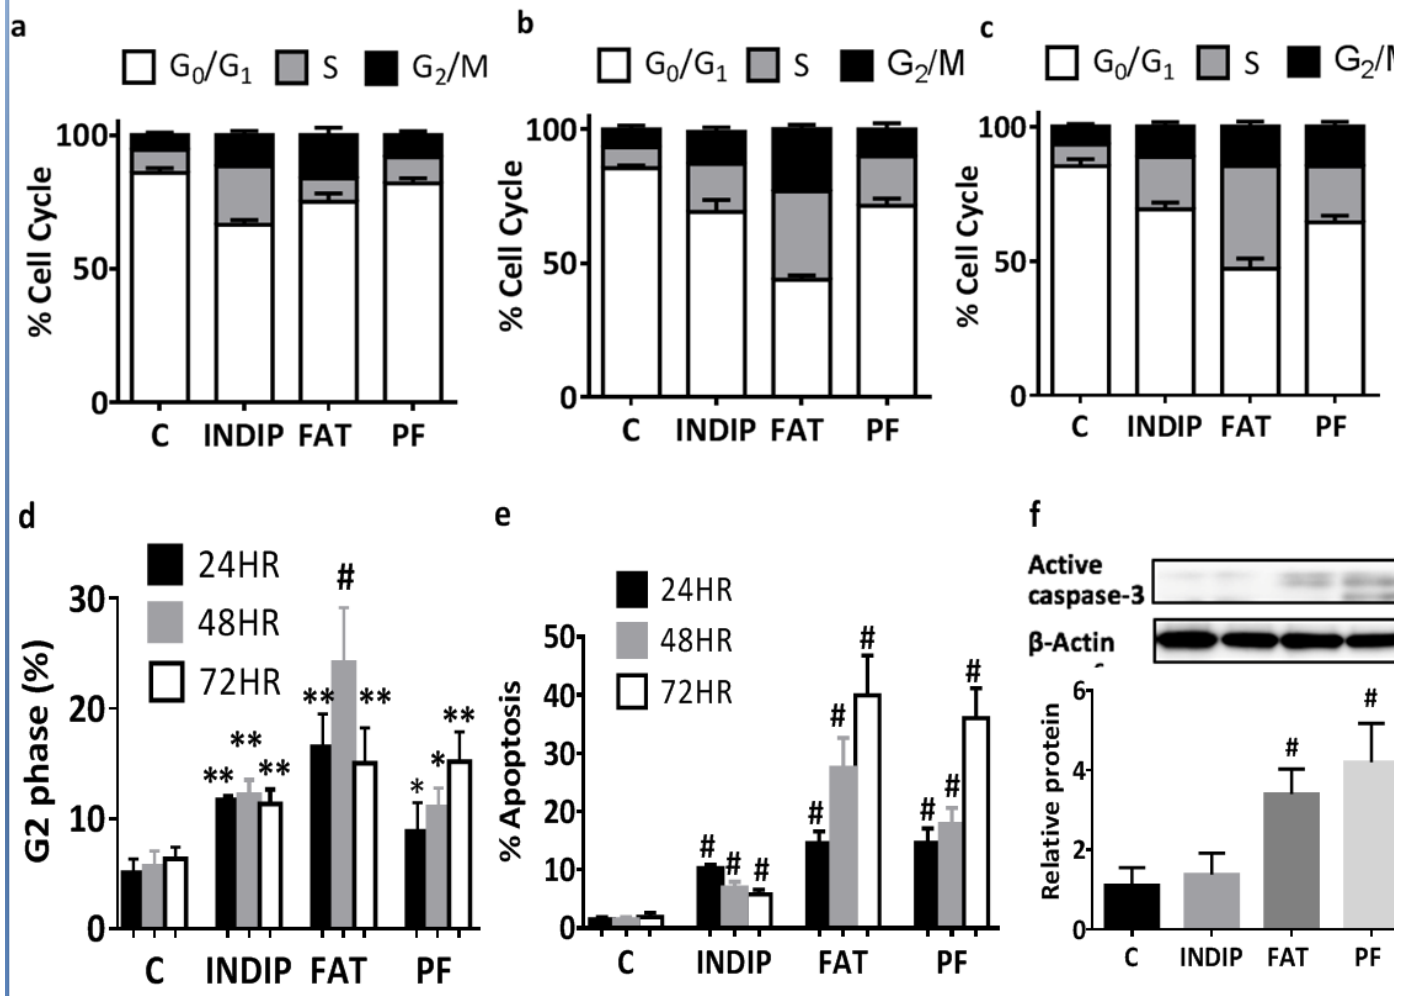 a
G0/G1 S G2/M
100
50
0
% Cell Cycle
C INDIP FAT PF
b
G0/G1 S G2/M
100
50
0
% Cell Cycle
C INDIP FAT PF
c
G0/G1 S G2/
100
50
0
% Cell Cycle
C INDIP FAT PF
d
24HR
48HR
72HR
30
20
10
0
G2 phase (%)
** ** ** ** # ** * * **
C INDIP FAT PF
e
24HR
48HR
72HR
50
40
30
20
10
0
% Apoptosis
# # # # # # # # #
C INDIP FAT PF
f
Active
caspase-3
β-Actin
6
4
2
0
Relative protein
# #
C INDIP FAT PF